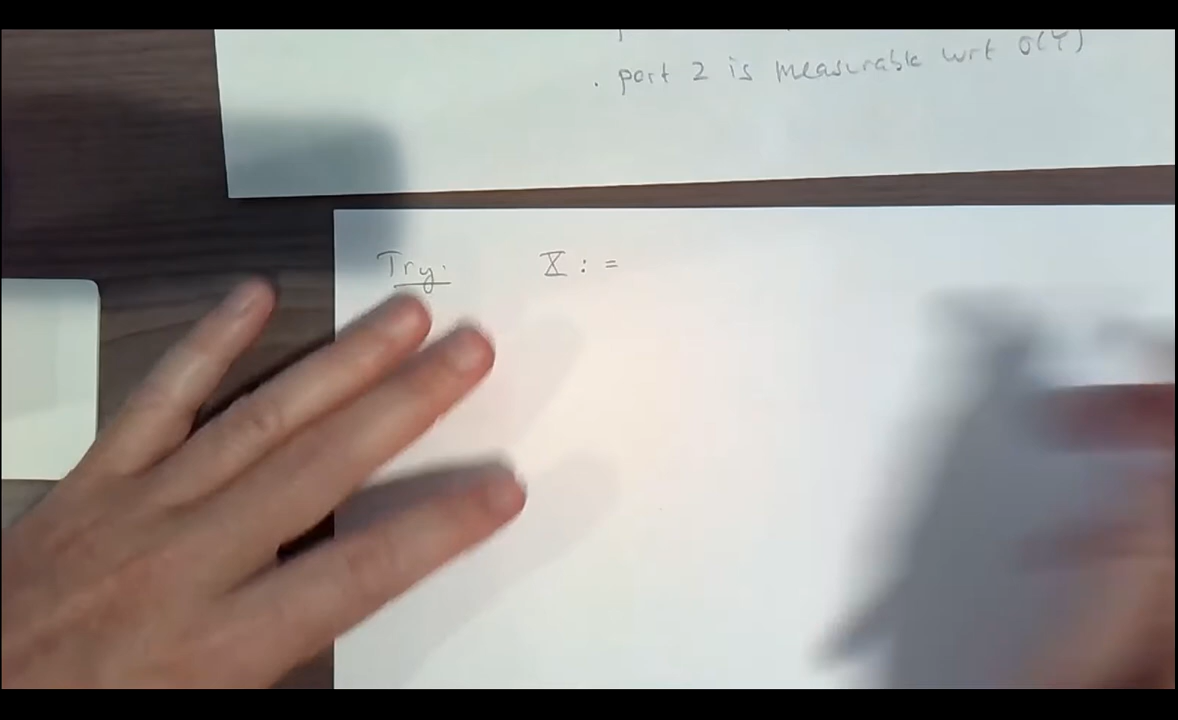 . part 2 is measurable wrt σ(Y)
Try: X : =